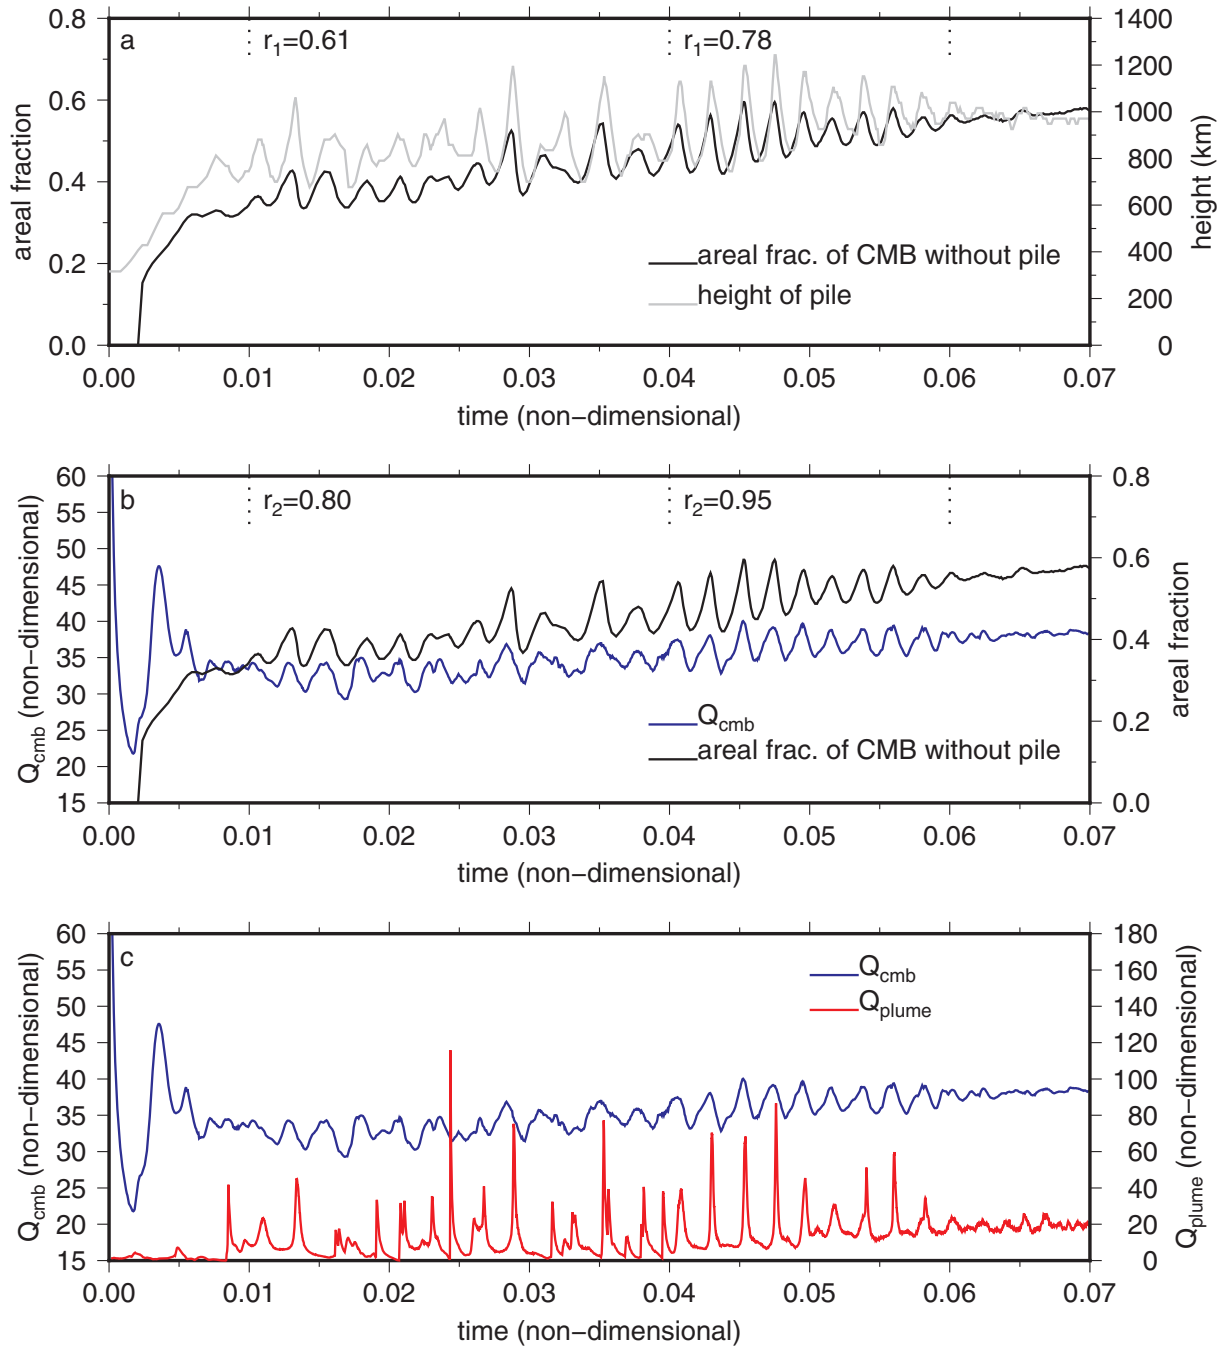 a
r1=0.61
r1=0.78
0.8
0.6
0.4
0.2
0.0
areal fraction
1400
1200
1000
800
600
400
200
0
height (km)
areal frac. of CMB without pile
height of pile
0.00 0.01 0.02 0.03 0.04 0.05 0.06 0.07
time (non−dimensional)
b
r2=0.80
r2=0.95
60
55
50
45
40
35
30
25
20
15
Qcmb (non−dimensional)
0.8
0.6
0.4
0.2
0.0
areal fraction
Qcmb
areal frac. of CMB without pile
0.00 0.01 0.02 0.03 0.04 0.05 0.06 0.07
time (non−dimensional)
c
60
55
50
45
40
35
30
25
20
15
Qcmb (non−dimensional)
180
160
140
120
100
80
60
40
20
0
Qplume (non−dimensional)
Qcmb
Qplume
0.00 0.01 0.02 0.03 0.04 0.05 0.06 0.07
time (non−dimensional)